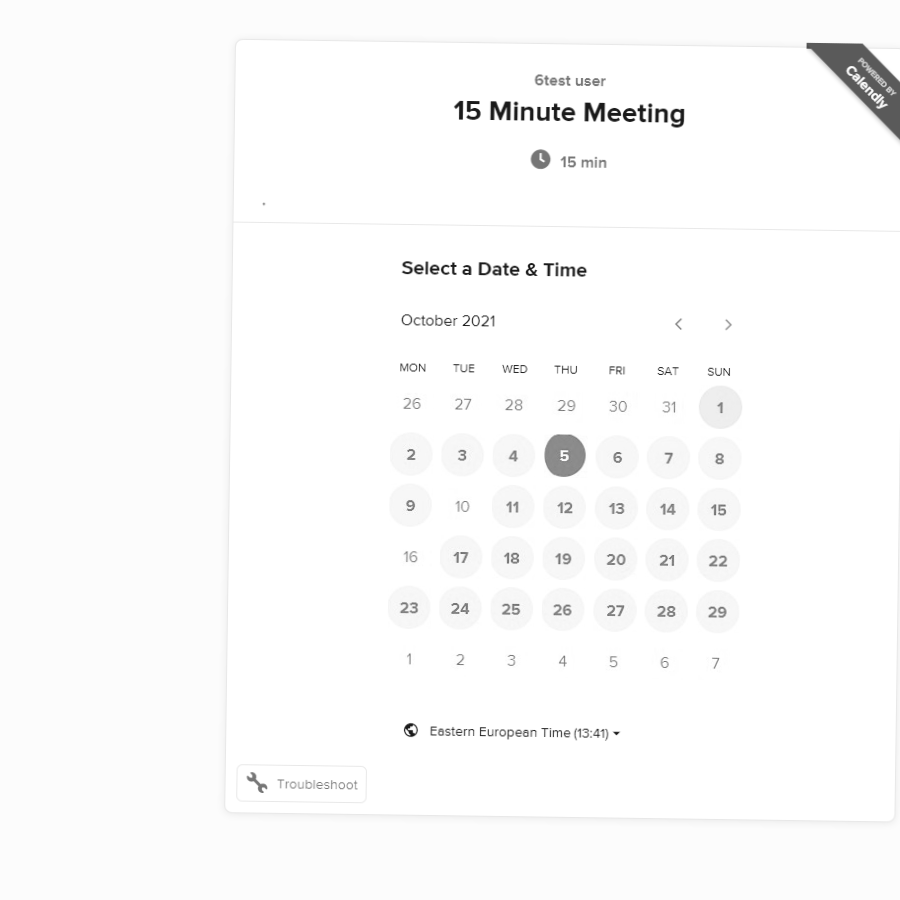 POWERED BY
Calendly
6test user
15 Minute Meeting
15 min
.
Select a Date & Time
October 2021
MON TUE WED THU FRI SAT SUN
26 27 28 29 30 31 1
2 3 4 5 6 7 8
9 10 11 12 13 14 15
16 17 18 19 20 21 22
23 24 25 26 27 28 29
1 2 3 4 5 6 7
Eastern European Time (13:41)
Troubleshoot